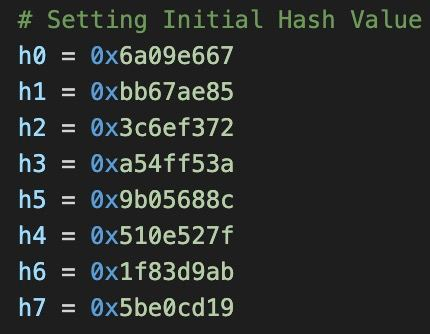 # Setting Initial Hash Value
h0 = 0x6a09e667
h1 = 0xbb67ae85
h2 = 0x3c6ef372
h3 = 0xa54ff53a
h5 = 0x9b05688c
h4 = 0x510e527f
h6 = 0x1f83d9ab
h7 = 0x5be0cd19